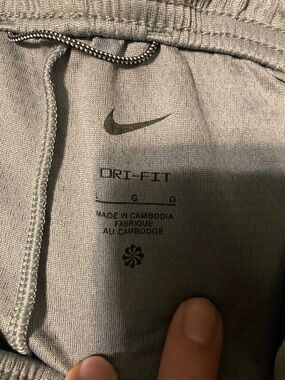 DRI-FIT
L G G
MADE IN CAMBODIA
FABRIQUE
AU CAMBODGE